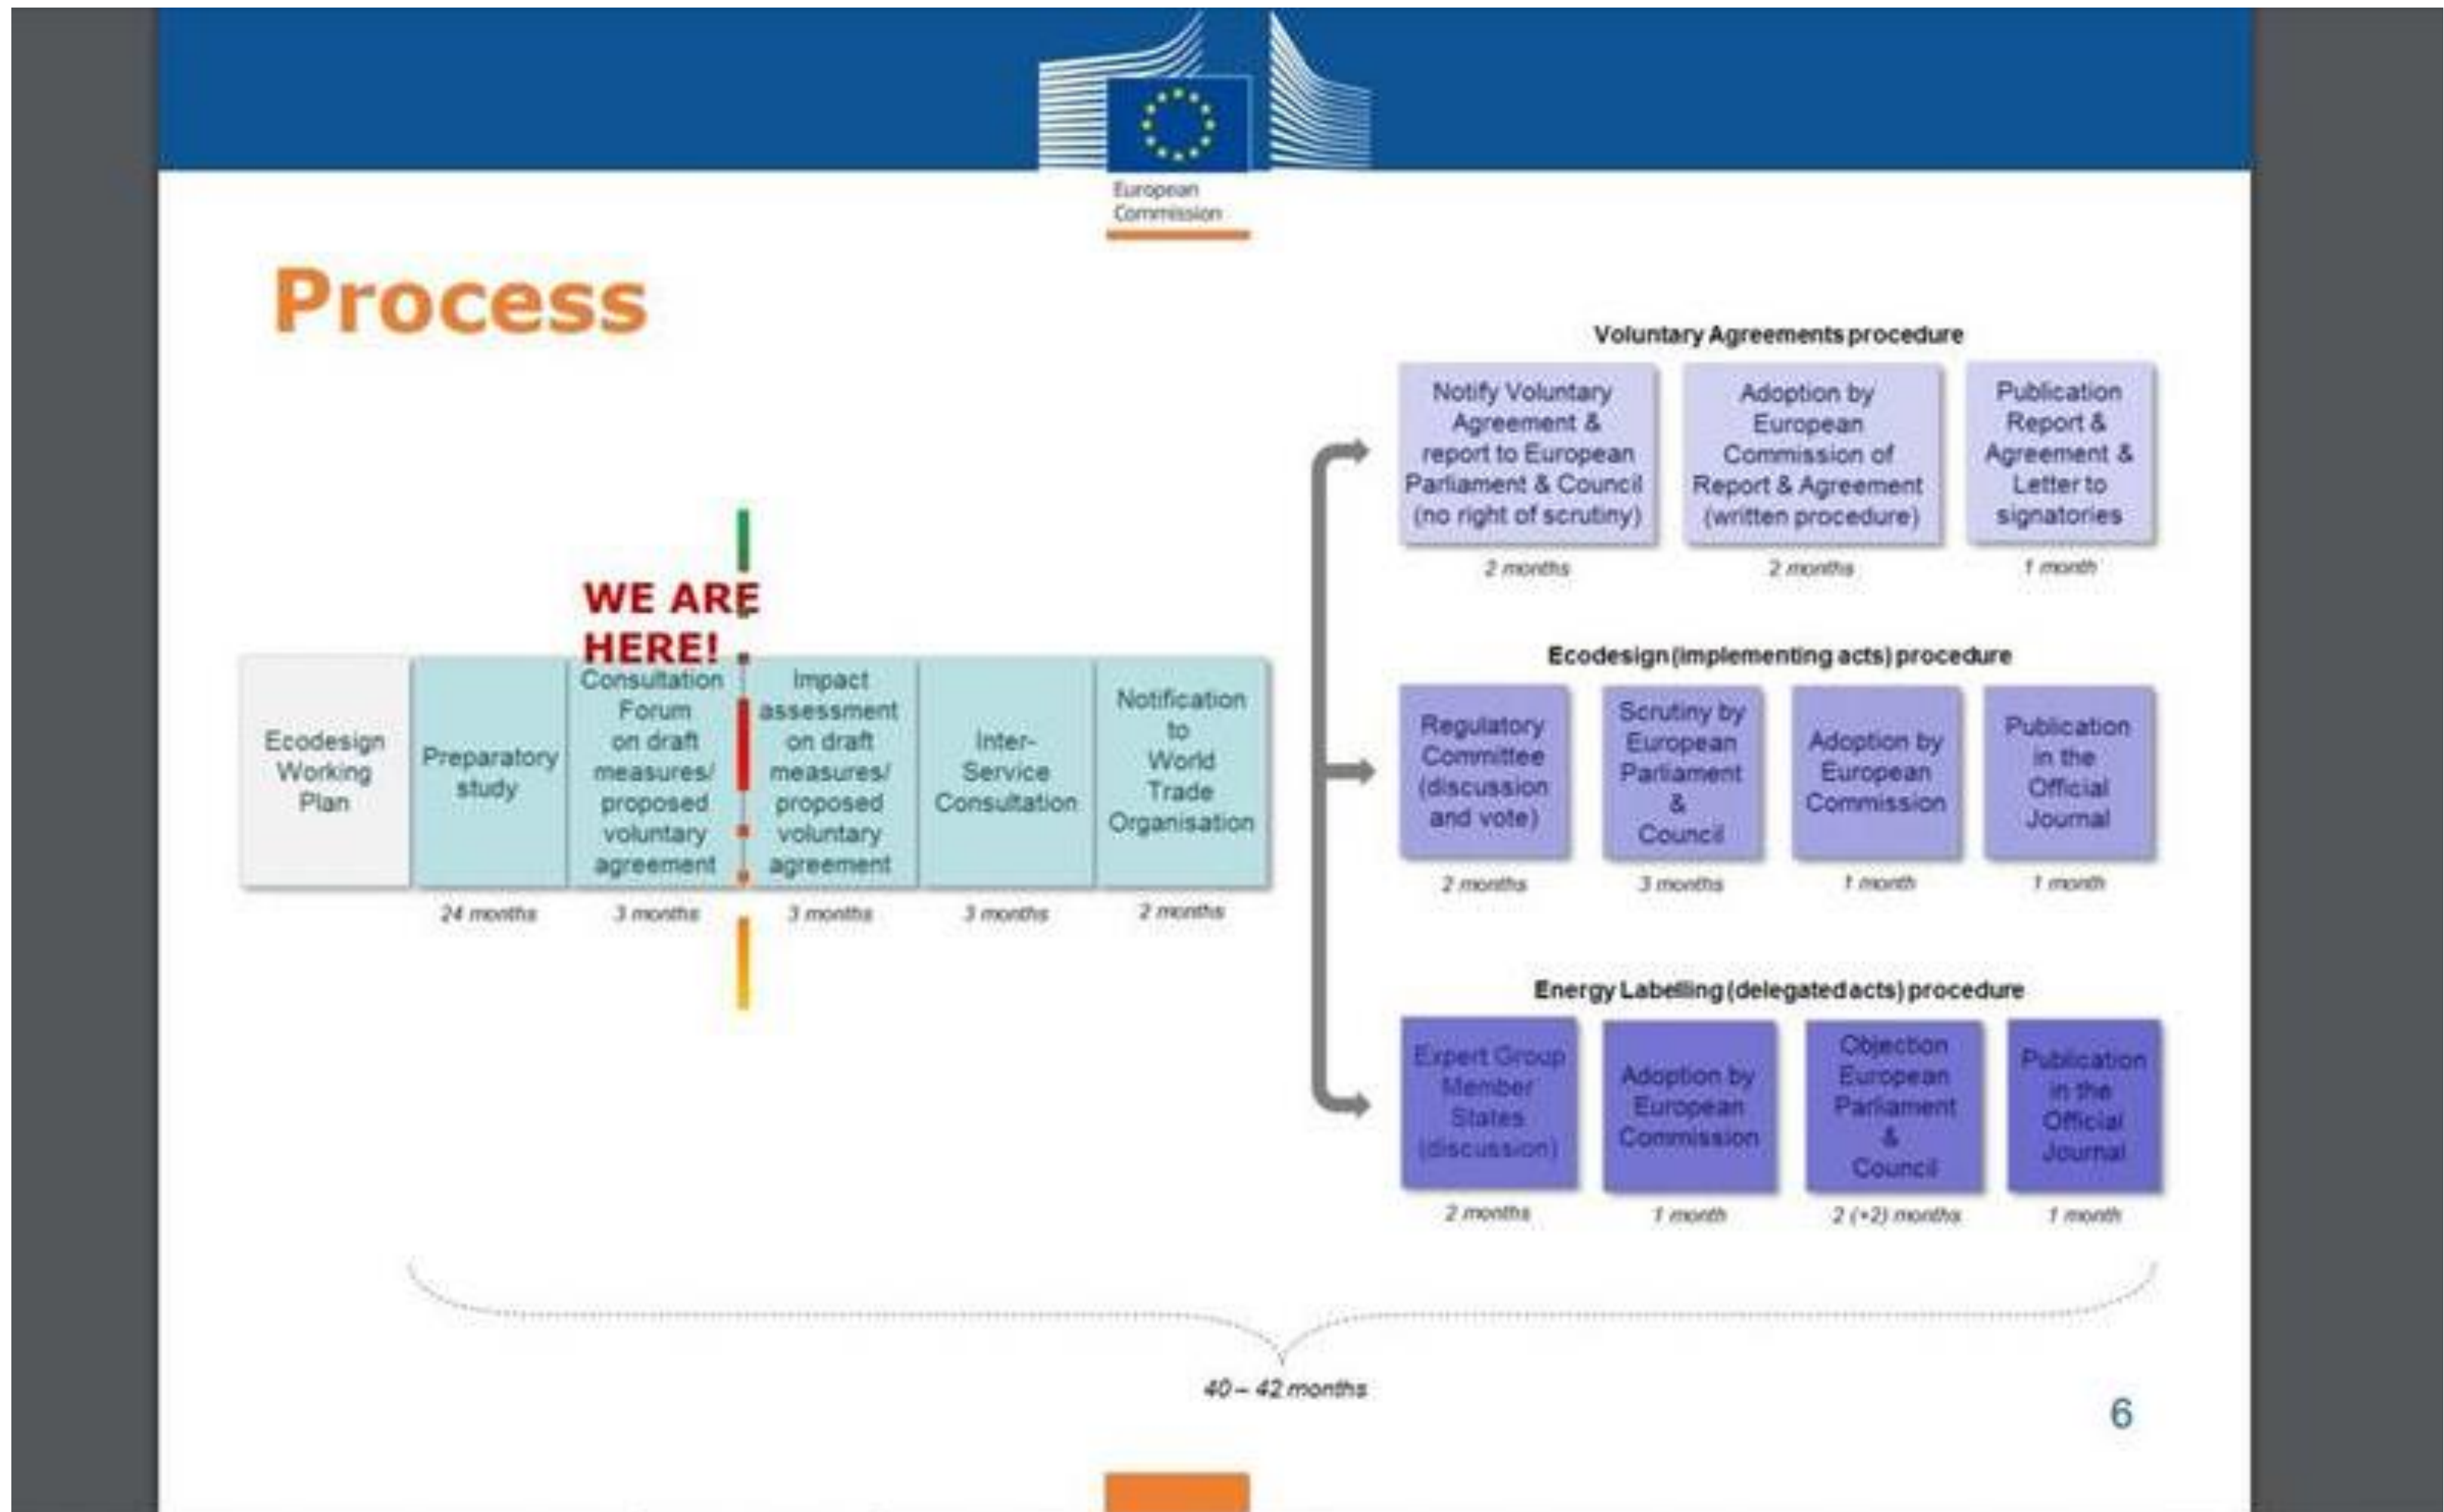 European
Commission
Process
WE ARE
HERE!
Ecodesign
Working
Plan
Preparatory
study
24 months
Consultation
Forum
on draft
measures/
proposed
voluntary
agreement
3 months
Impact
assessment
on draft
measures/
proposed
voluntary
agreement
3 months
Inter-
Service
Consultation
3 months
Notification
to
World
Trade
Organisation
2 months
Voluntary Agreements procedure
Notify Voluntary
Agreement &
report to European
Parliament & Council
(no right of scrutiny)
2 months
Adoption by
European
Commission of
Report & Agreement
(written procedure)
2 months
Publication
Report &
Agreement &
Letter to
signatories
1 month
Ecodesign (implementing acts) procedure
Regulatory
Committee
(discussion
and vote)
2 months
Scrutiny by
European
Parliament
&
Council
3 months
Adoption by
European
Commission
1 month
Publication
in the
Official
Journal
1 month
Energy Labelling (delegated acts) procedure
Expert Group
Member
States
(discussion)
2 months
Adoption by
European
Commission
1 month
Objection
European
Parliament
&
Council
2 (+2) months
Publication
in the
Official
Journal
1 month
40 – 42 months
6